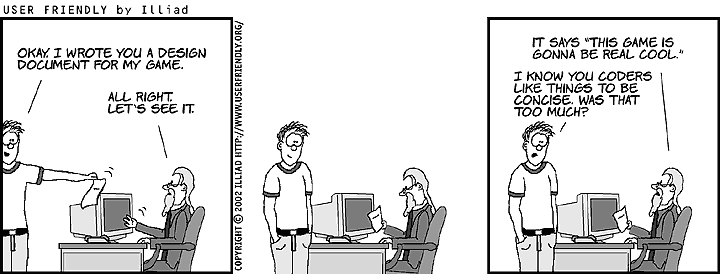 USER FRIENDLY by Illiad
OKAY. I WROTE YOU A DESIGN
DOCUMENT FOR MY GAME.
ALL RIGHT.
LET'S SEE IT.
COPYRIGHT © 2002 ILLIAD HTTP://WWW.USERFRIENDLY.ORG/
IT SAYS "THIS GAME IS
GONNA BE REAL COOL."
I KNOW YOU CODERS
LIKE THINGS TO BE
CONCISE. WAS THAT
TOO MUCH?